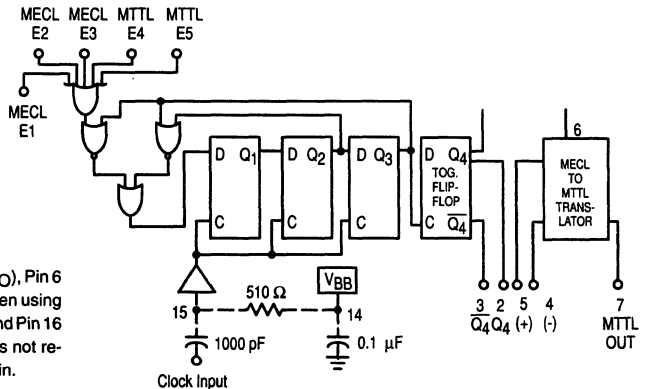 MECL MECL MTTL MTTL
E2 E3 E4 E5
MECL
E1
D Q1
C
D Q2
C
D Q3
C
D Q4
TOG.
FLIP-
FLOP
C Q4
6
MECL
TO
MTTL
TRANS-
LATOR
O), Pin 6
en using
nd Pin 16
s not re-
in.
15
510 Ω
VBB
14
1000 pF
0.1 μF
Clock Input
3 2 5 4
Q4 Q4 (+) (-)
7
MTTL
OUT